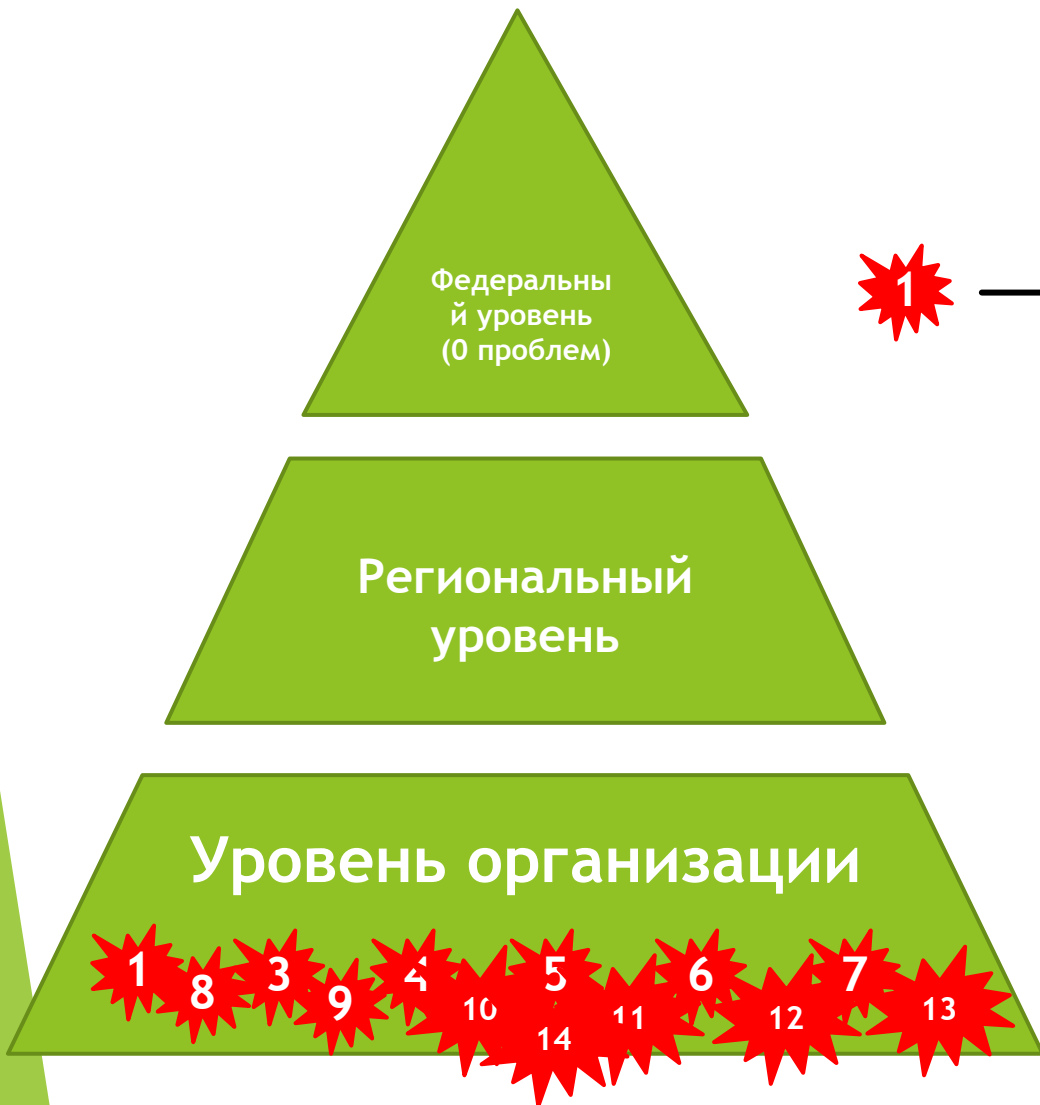 Федеральны
й уровень
(0 проблем)
1
Региональный
уровень
Уровень организации
1
8
3
9
4
10
5
14
11
6
12
7
13